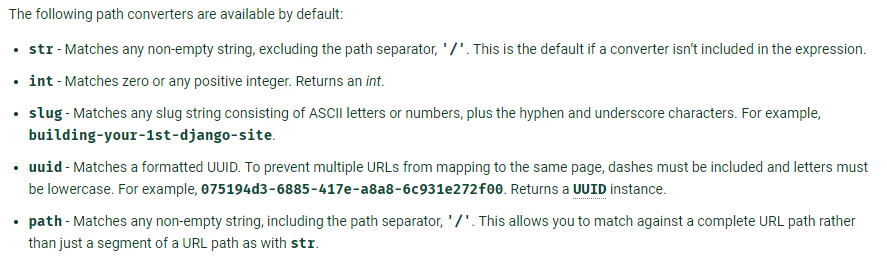 The following path converters are available by default:
• str - Matches any non-empty string, excluding the path separator, '/'. This is the default if a converter isn’t included in the expression.
• int - Matches zero or any positive integer. Returns an int.
• slug - Matches any slug string consisting of ASCII letters or numbers, plus the hyphen and underscore characters. For example,
building-your-1st-django-site.
• uuid - Matches a formatted UUID. To prevent multiple URLs from mapping to the same page, dashes must be included and letters must
be lowercase. For example, 075194d3-6885-417e-a8a8-6c931e272f00. Returns a UUID instance.
• path - Matches any non-empty string, including the path separator, '/'. This allows you to match against a complete URL path rather
than just a segment of a URL path as with str.